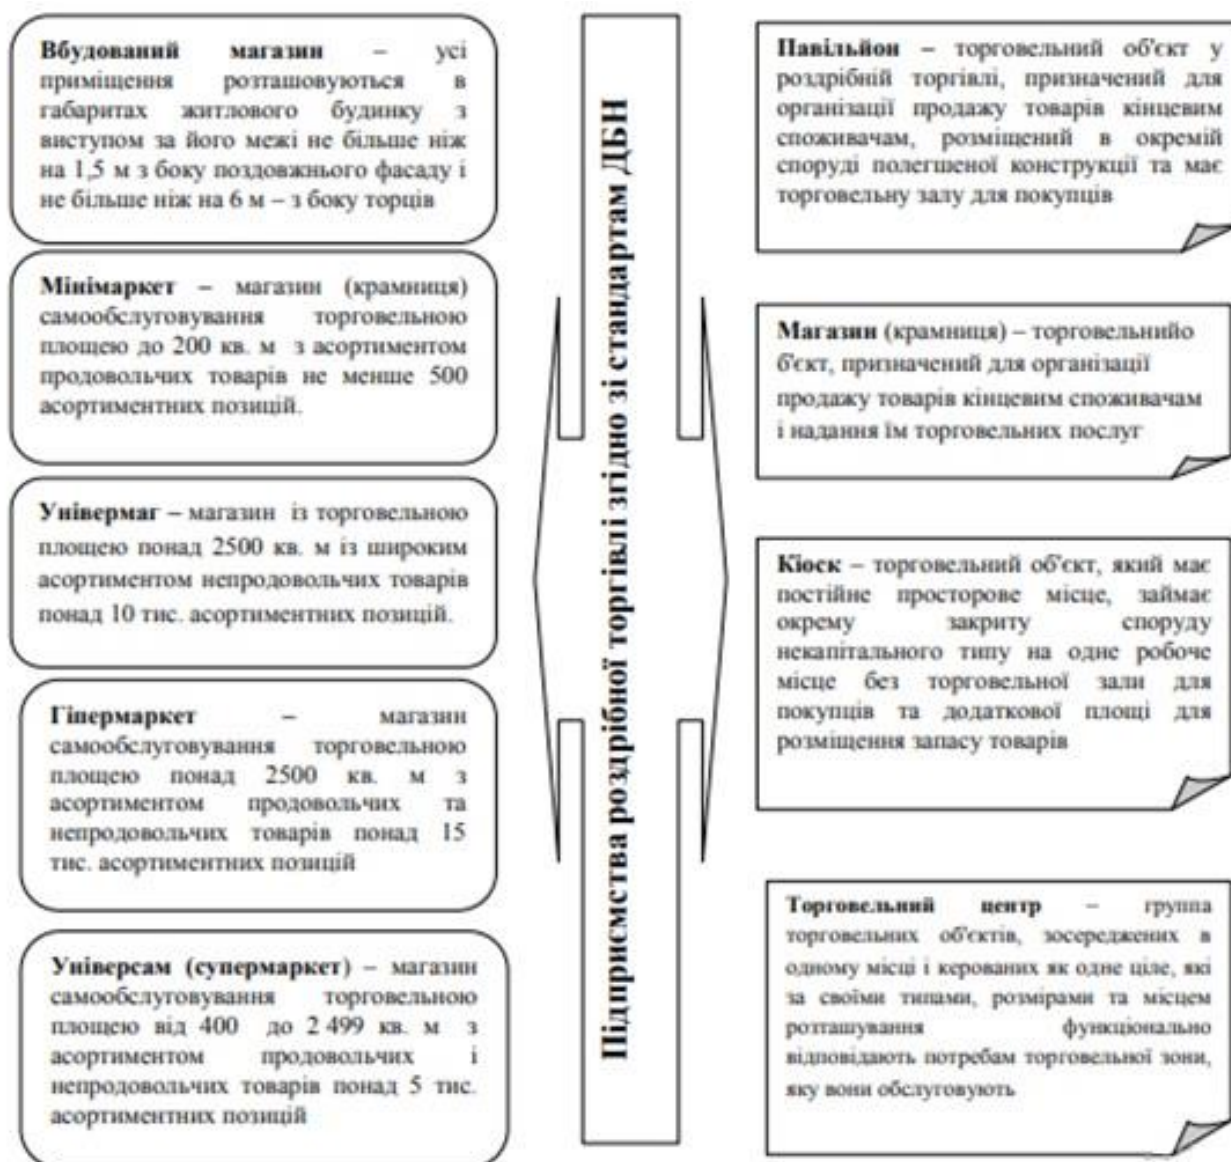 Вбудований магазин – усі
приміщення розташовуються в
габаритах житлового будинку з
виступом за його межі не більше ніж
на 1,5 м з боку поздовжнього фасаду і
не більше ніж на 6 м – з боку торців
Мінімаркет – магазин (крамниця)
самообслуговування торговельною
площею до 200 кв. м з асортиментом
продовольчих товарів не менше 500
асортиментних позицій.
Універмаг – магазин із торговельною
площею понад 2500 кв. м із широким
асортиментом непродовольчих товарів
понад 10 тис. асортиментних позицій.
Гіпермаркет – магазин
самообслуговування торговельною
площею понад 2500 кв. м з
асортиментом продовольчих та
непродовольчих товарів понад 15
тис. асортиментних позицій
Універсам (супермаркет) – магазин
самообслуговування торговельною
площею від 400 до 2 499 кв. м з
асортиментом продовольчих і
непродовольчих товарів понад 5 тис.
асортиментних позицій
Підприємства роздрібної торгівлі згідно зі стандартам ДБН
Павільйон – торговельний об'єкт у
роздрібній торгівлі, призначений для
організації продажу товарів кінцевим
споживачам, розміщений в окремій
споруді полегшеної конструкції та має
торговельну залу для покупців
Магазин (крамниця) – торговельнийо
б'єкт, призначений для організації
продажу товарів кінцевим споживачам
і надання їм торговельних послуг
Кіоск – торговельний об'єкт, який має
постійне просторове місце, займає
окрему закриту споруду
некапітального типу на одне робоче
місце без торговельної зали для
покупців та додаткової площі для
розміщення запасу товарів
Торговельний центр – группа
торговельних об'єктів, зосереджених в
одному місці і керованих як одне ціле, які
за своїми типами, розмірами та місцем
розташування функціонально
відповідають потребам торговельної зони,
яку вони обслуговують